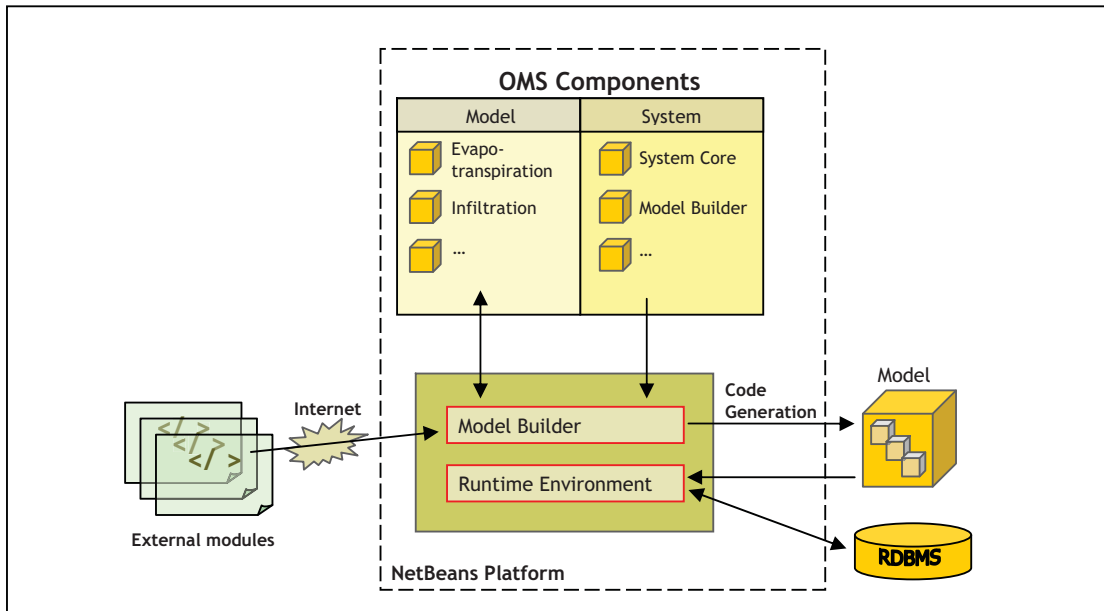 OMS Components
Model
System
Evapo-
transpiration
Infiltration
...
System Core
Model Builder
...
Internet
</>
</>
</>
External modules
Model Builder
Runtime Environment
Code
Generation
Model
RDBMS
NetBeans Platform